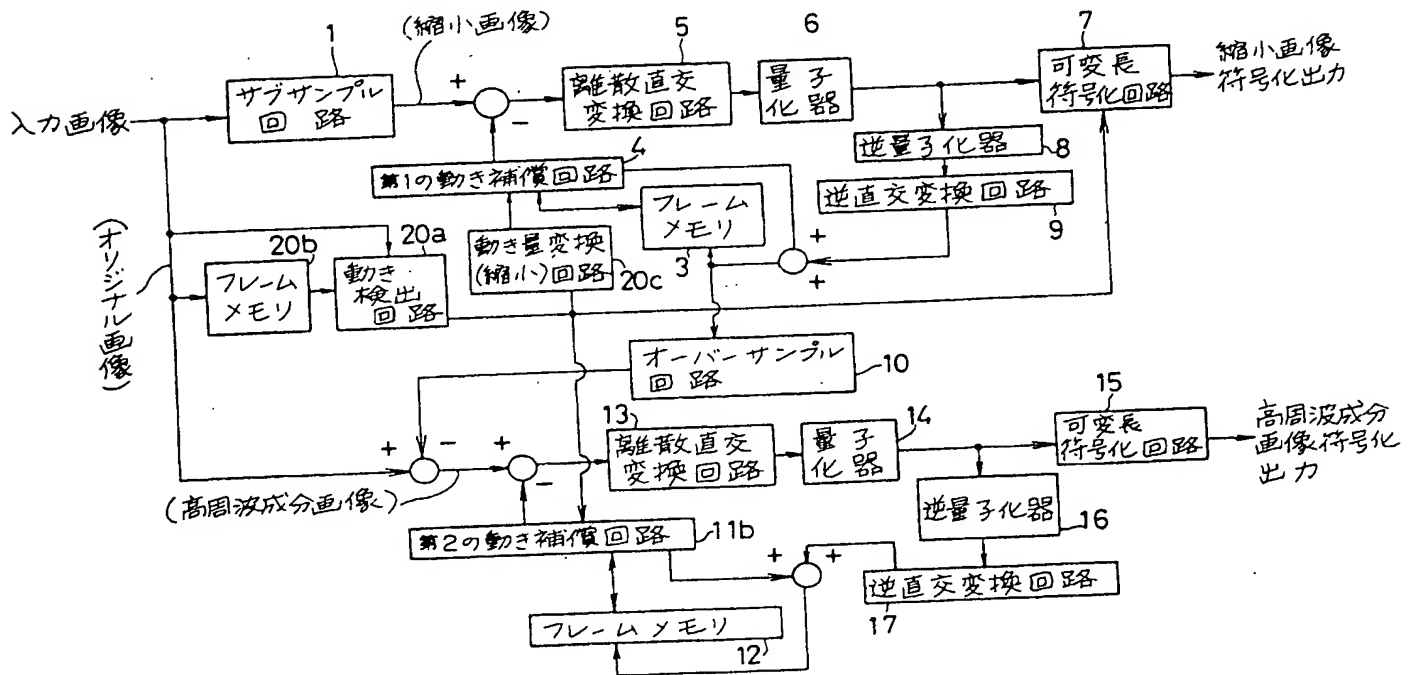 1
(縮小画像)
5
6
7
サブサンプル
回路
+
-
離散直交
変換回路
量子
化器
可変長
符号化回路
縮小画像
符号化出力
入力画像
4
第1の動き補償回路
逆量子化器
8
逆直交変換回路
9
(オリジナル画像)
20b
フレーム
メモリ
20a
動き
検出
回路
動き量変換
(縮小)回路
20c
フレーム
メモリ
3
+
+
オーバーサンプル
回路
10
13
離散直交
変換回路
量子
化器
14
15
可変長
符号化回路
高周波成分
画像符号化
出力
+
-
+
-
(高周波成分画像)
逆量子化器
16
第2の動き補償回路
11b
+
+
逆直交変換回路
17
フレームメモリ
12